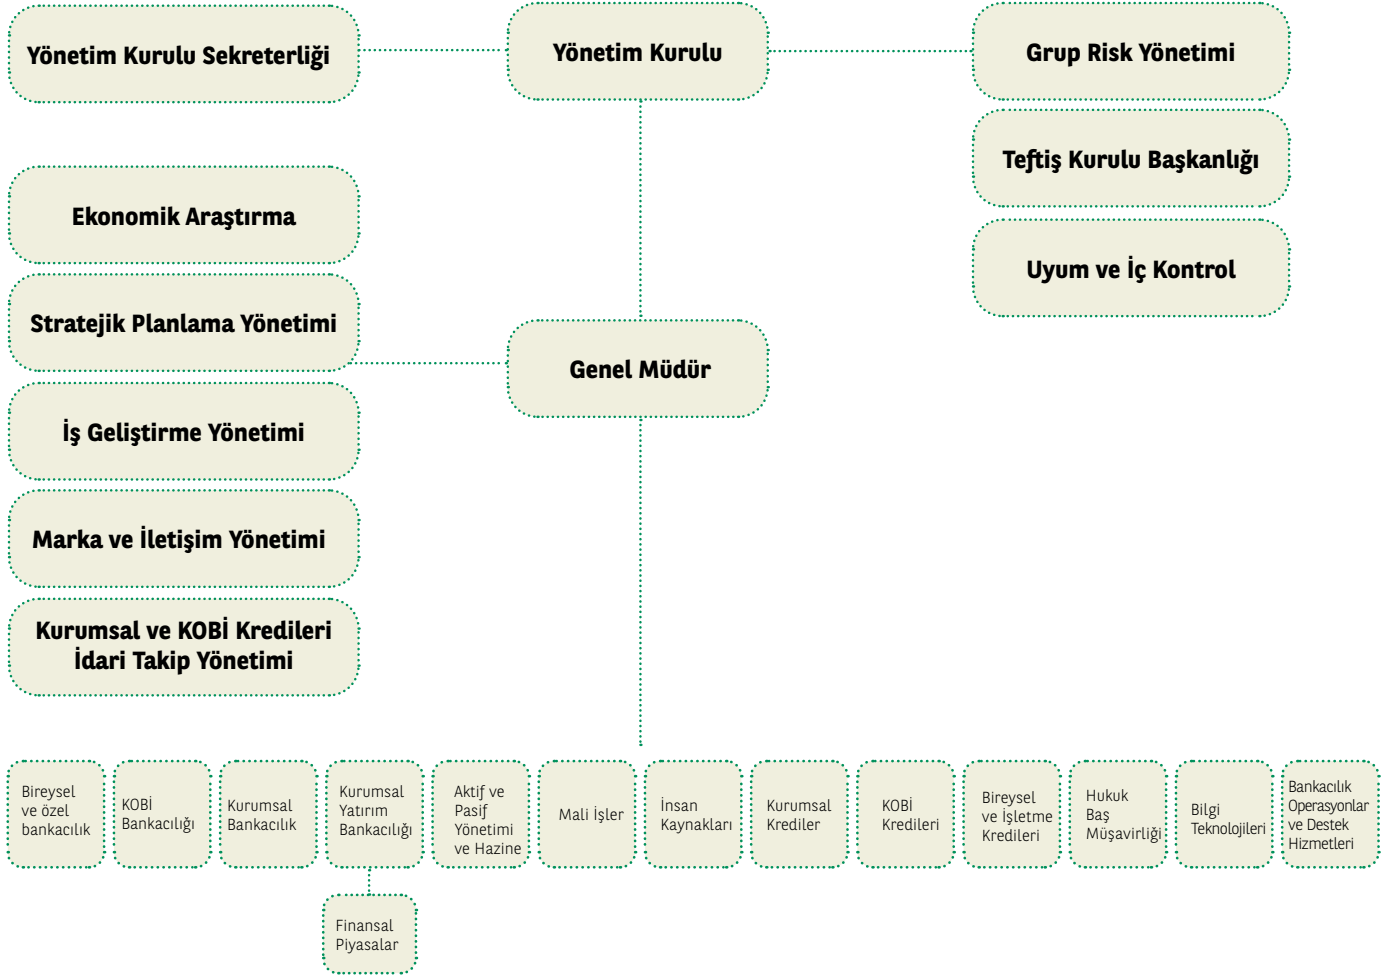 Yönetim Kurulu Sekreterliği
Yönetim Kurulu
Grup Risk Yönetimi
Teftiş Kurulu Başkanlığı
Uyum ve İç Kontrol
Ekonomik Araştırma
Stratejik Planlama Yönetimi
Genel Müdür
İş Geliştirme Yönetimi
Marka ve İletişim Yönetimi
Kurumsal ve KOBİ Kredileri
İdari Takip Yönetimi
Bireysel
ve özel
bankacılık
KOBİ
Bankacılığı
Kurumsal
Bankacılık
Kurumsal
Yatırım
Bankacılığı
Aktif ve
Pasif
Yönetimi
ve Hazine
Mali İşler
İnsan
Kaynakları
Kurumsal
Krediler
KOBİ
Kredileri
Bireysel
ve İşletme
Kredileri
Hukuk
Baş
Müşavirliği
Bilgi
Teknolojileri
Bankacılık
Operasyonlar
ve Destek
Hizmetleri
Finansal
Piyasalar